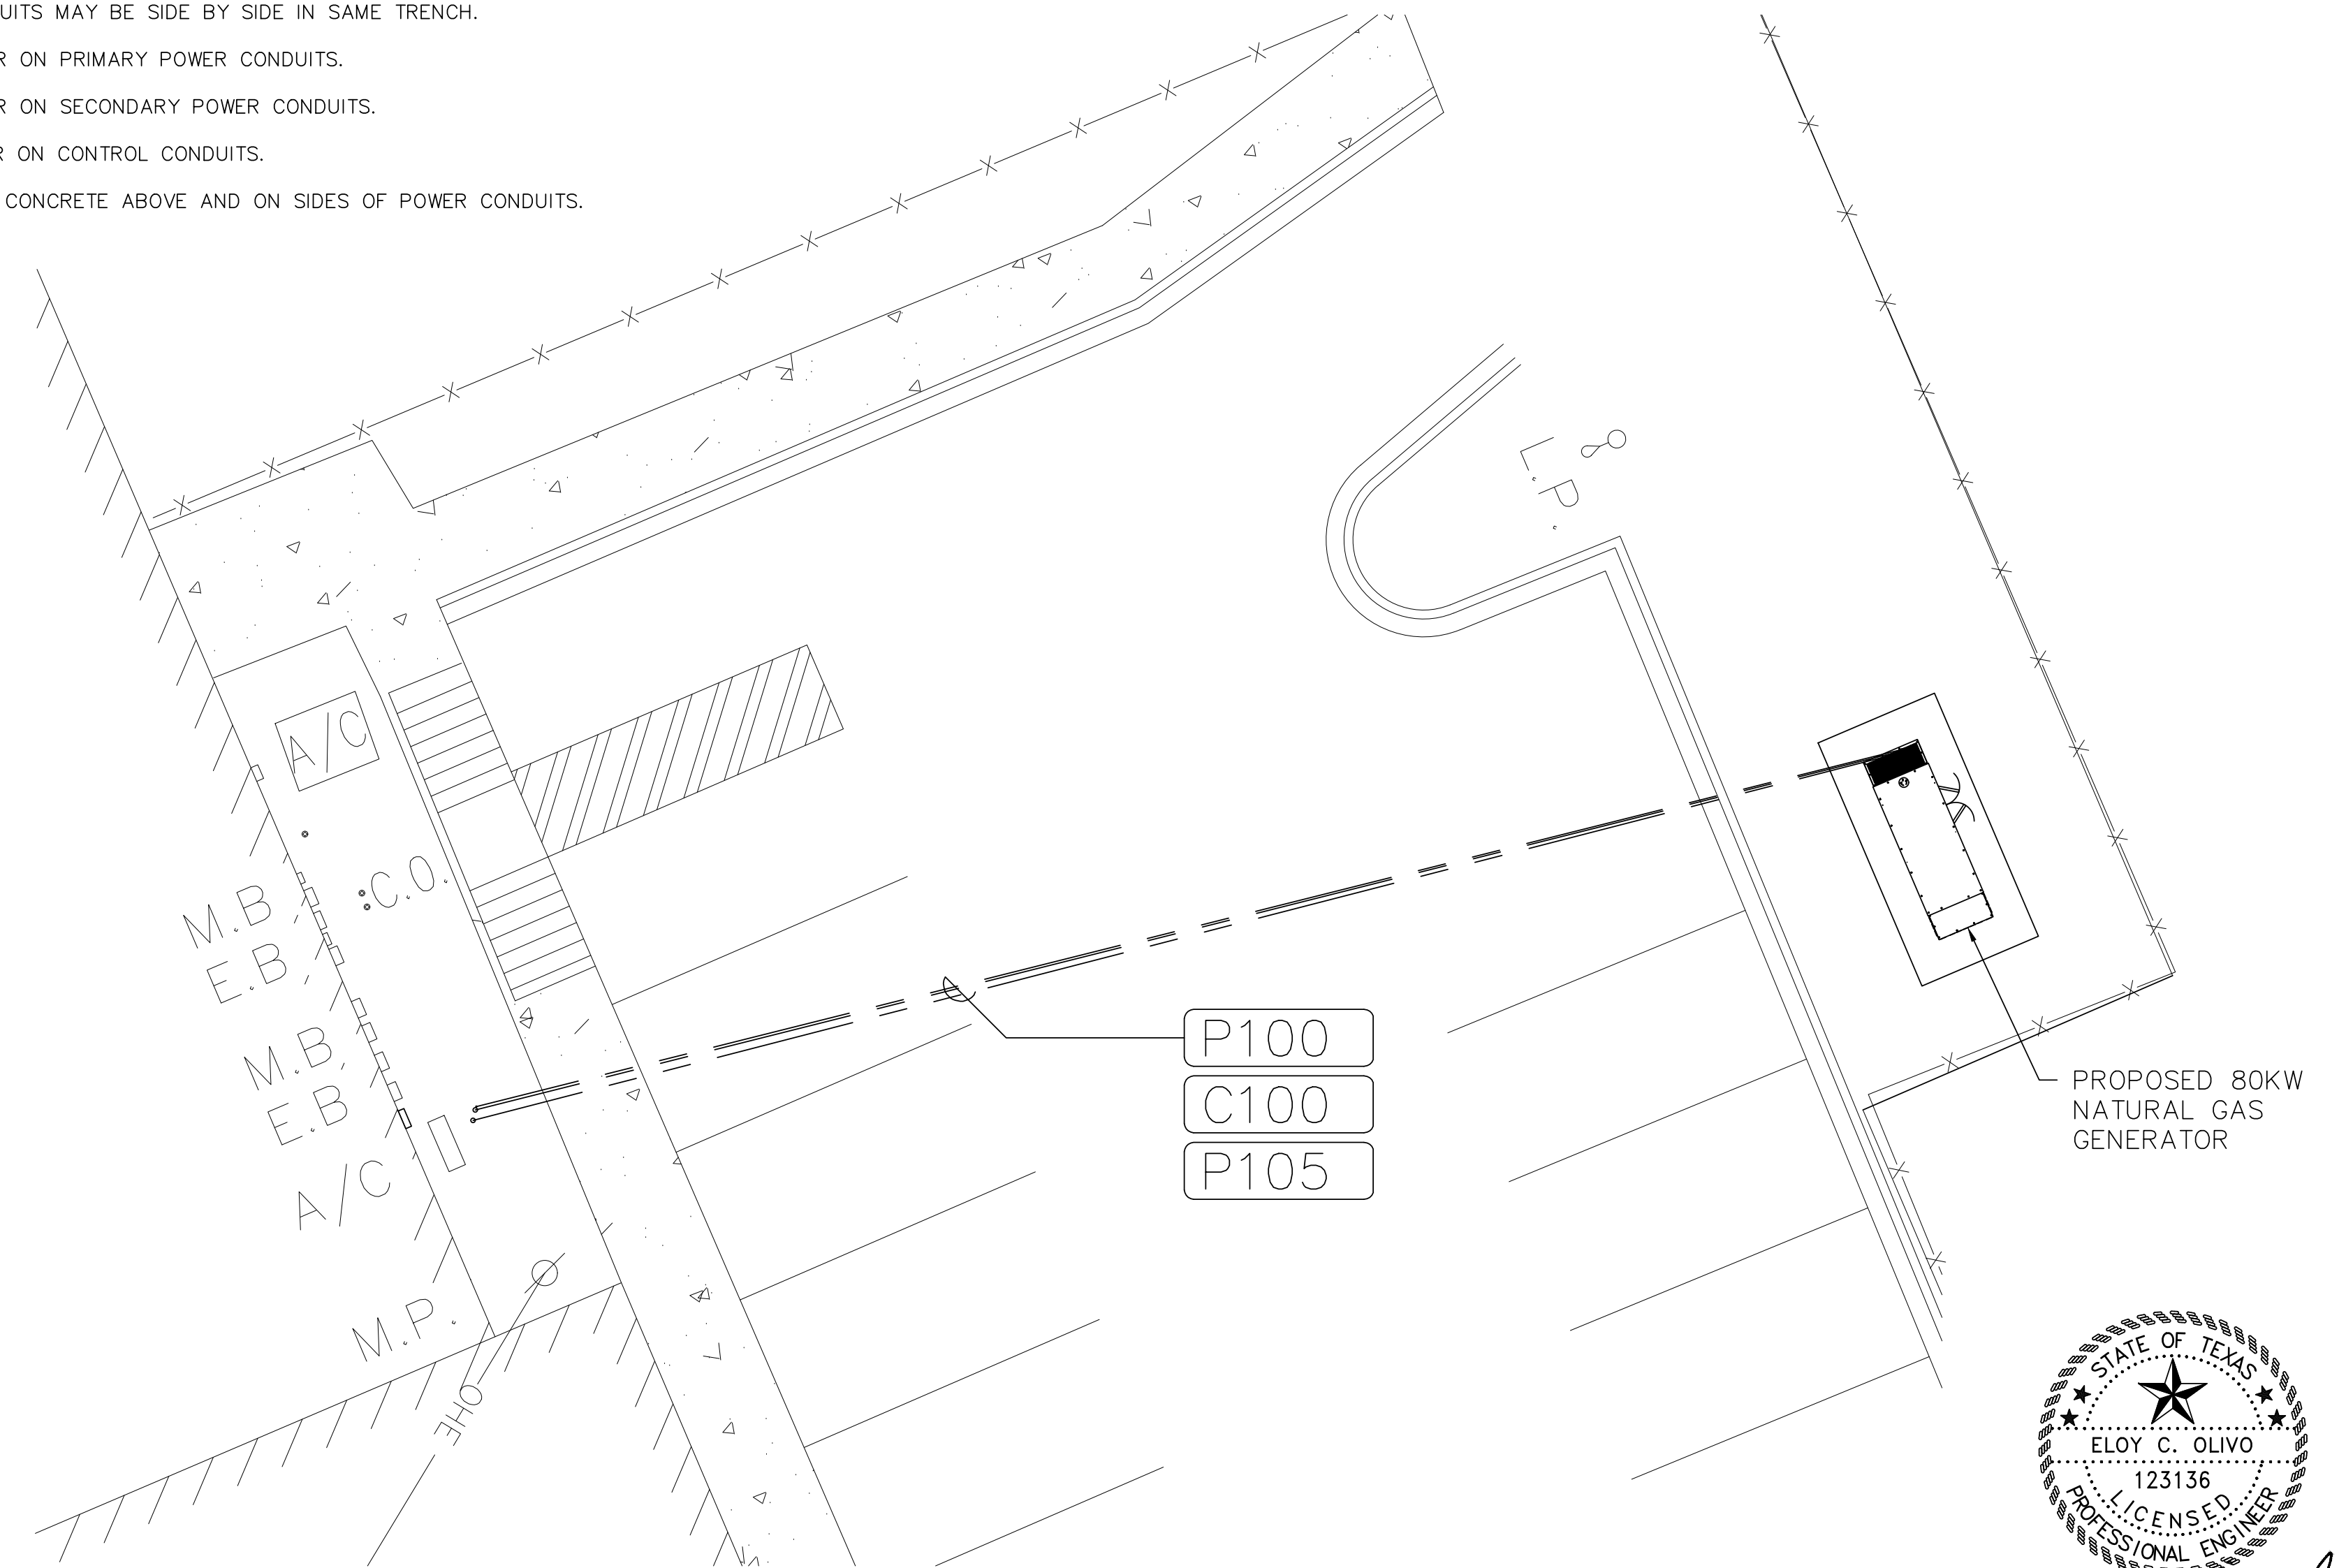 UITS MAY BE SIDE BY SIDE IN SAME TRENCH.
R ON PRIMARY POWER CONDUITS.
R ON SECONDARY POWER CONDUITS.
R ON CONTROL CONDUITS.
CONCRETE ABOVE AND ON SIDES OF POWER CONDUITS.
L.P.
A/C
C.O.
M.B.
E.B.
M.B.
E.B.
A/C
M.P.
OHE
P100
C100
P105
PROPOSED 80KW
NATURAL GAS
GENERATOR
STATE OF TEXAS
ELOY C. OLIVO
123136
LICENSED
PROFESSIONAL ENGINEER